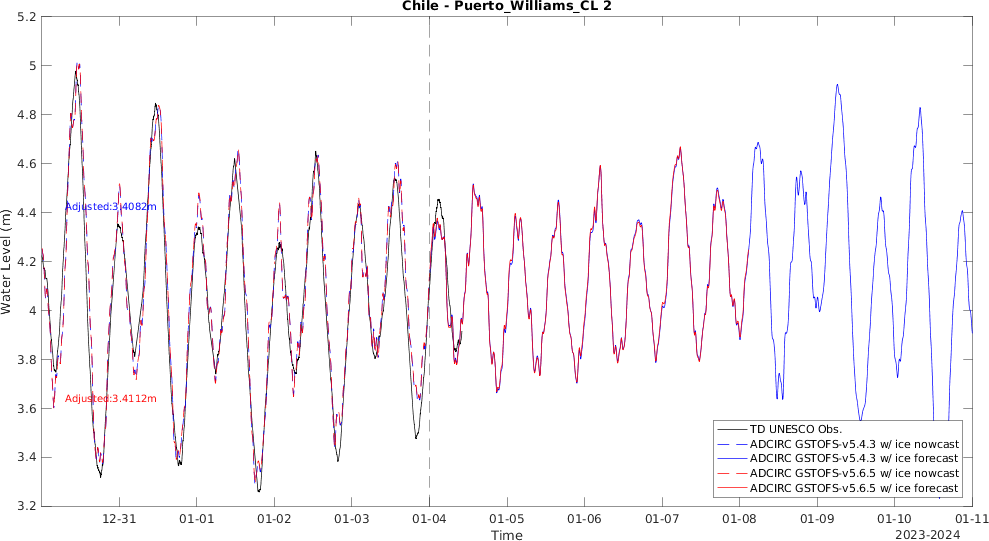 Chile - Puerto_Williams_CL 2
5.2
5
4.8
4.6
4.4
4.2
4
3.8
3.6
3.4
3.2
Water Level (m)
Adjusted:3.4082m
Adjusted:3.4112m
TD UNESCO Obs.
ADCIRC GSTOFS-v5.4.3 w/ ice nowcast
ADCIRC GSTOFS-v5.4.3 w/ ice forecast
ADCIRC GSTOFS-v5.6.5 w/ ice nowcast
ADCIRC GSTOFS-v5.6.5 w/ ice forecast
12-31 01-01 01-02 01-03 01-04 01-05 01-06 01-07 01-08 01-09 01-10 01-11
Time
2023-2024